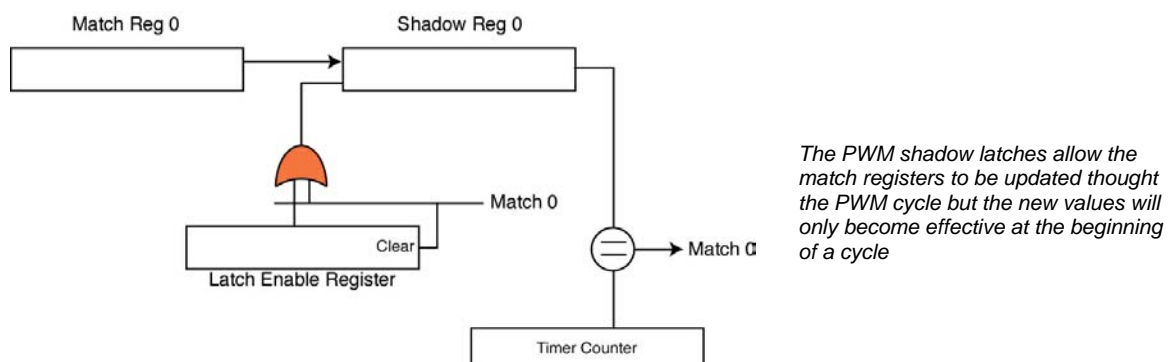 Match Reg 0
Shadow Reg 0
The PWM shadow latches allow the
match registers to be updated thought
the PWM cycle but the new values will
only become effective at the beginning
of a cycle
Match 0
Clear
Latch Enable Register
Match 0
Timer Counter